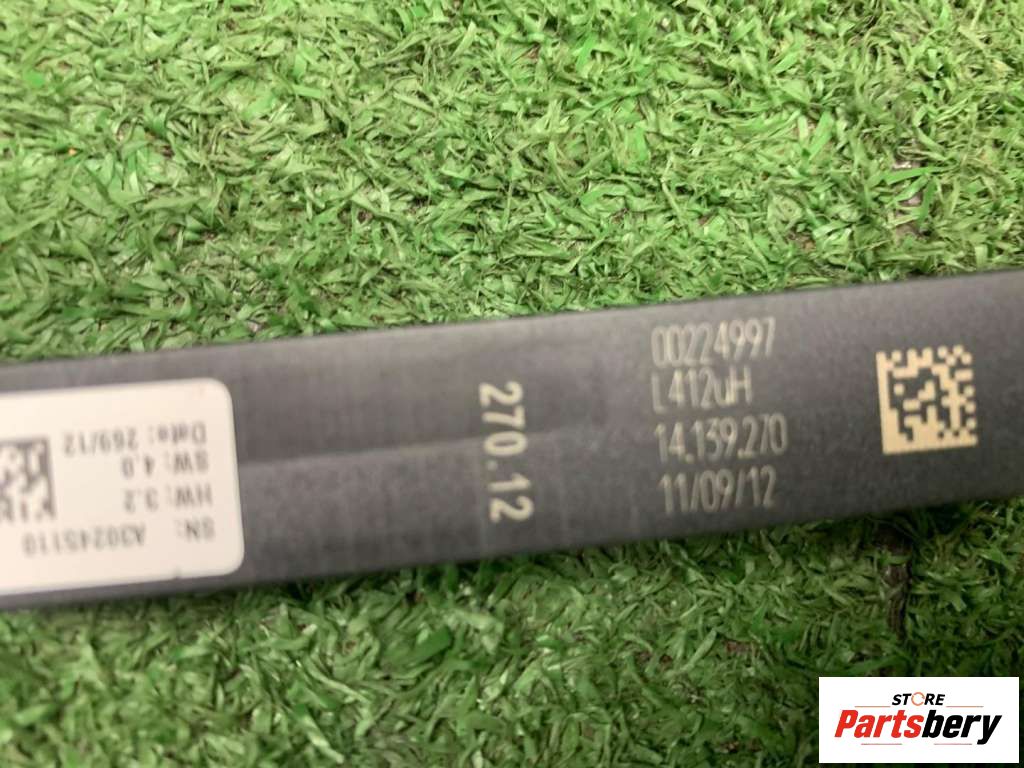 SN:
A30245110
HW: 3.2
SW: 4.0
Date: 269/12
270.12
00224997
L412uH
14.139.270
11/09/12
STORE
Partsbery